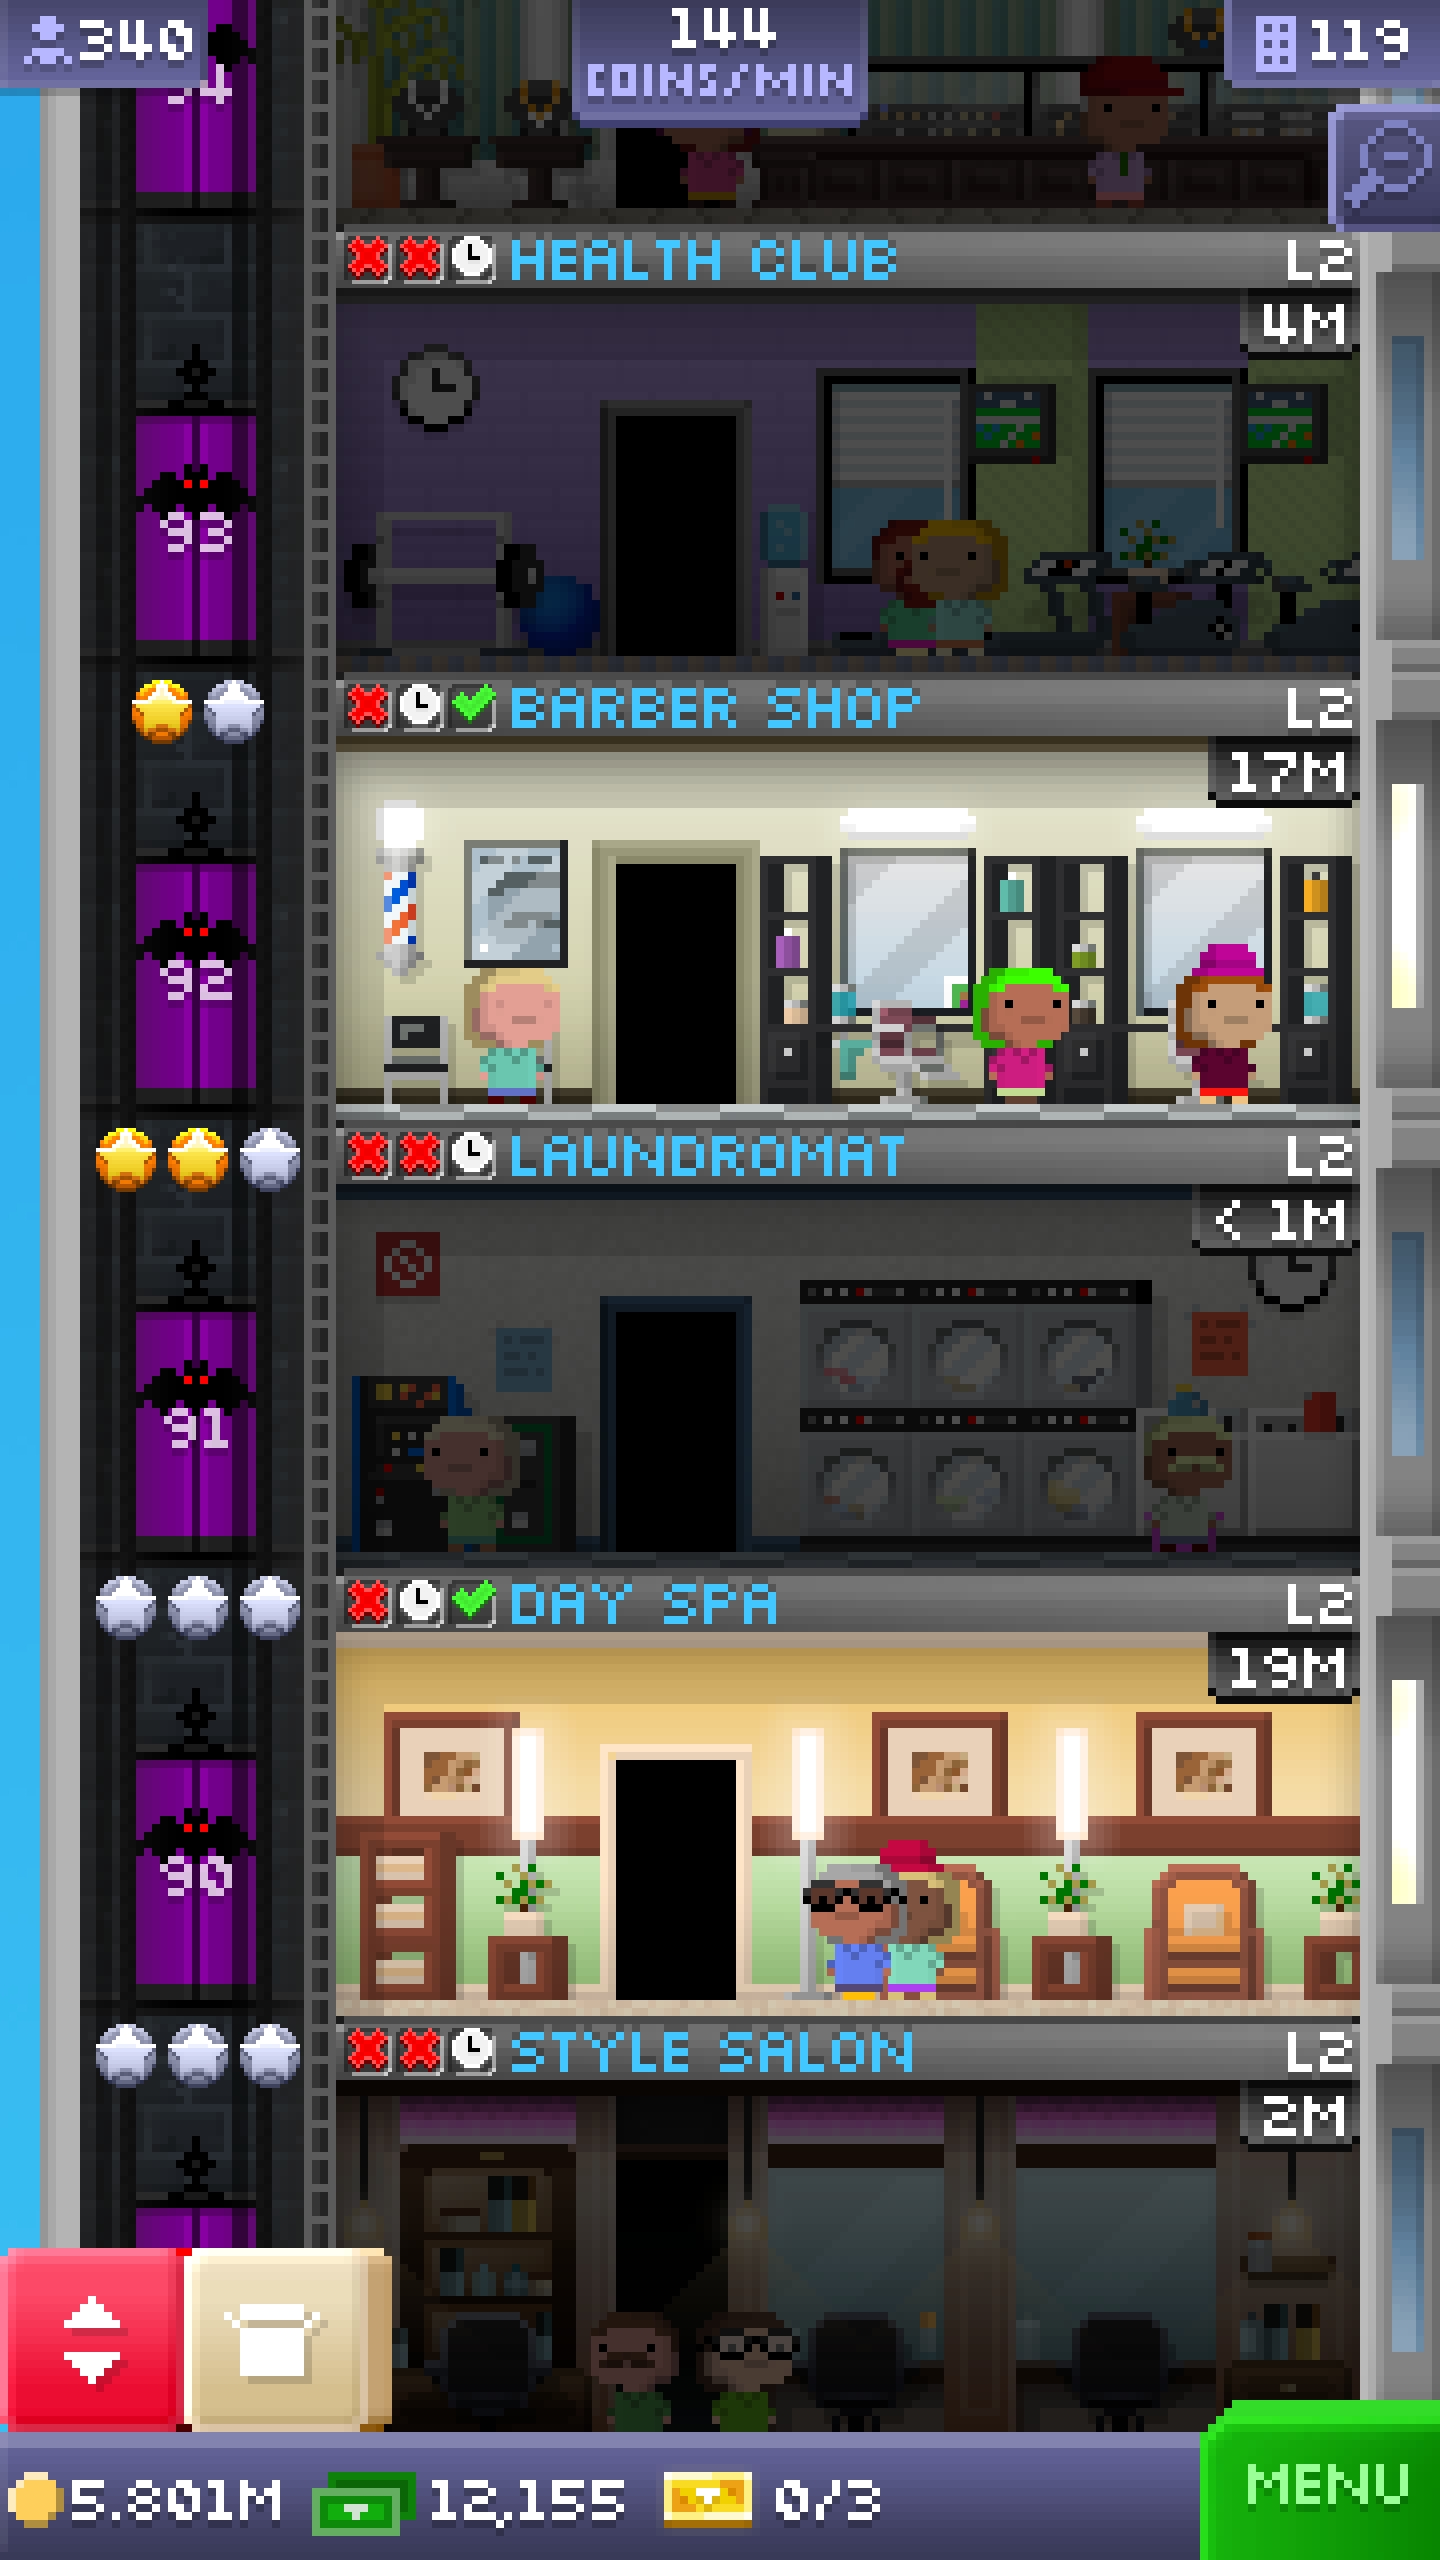 340
144
COINS/MIN
119
94
HEALTH CLUB
L2
4M
93
BARBER SHOP
L2
17M
92
LAUNDROMAT
L2
< 1M
91
DAY SPA
L2
19M
90
STYLE SALON
L2
2M
5.801M
12,155
0/3
MENU